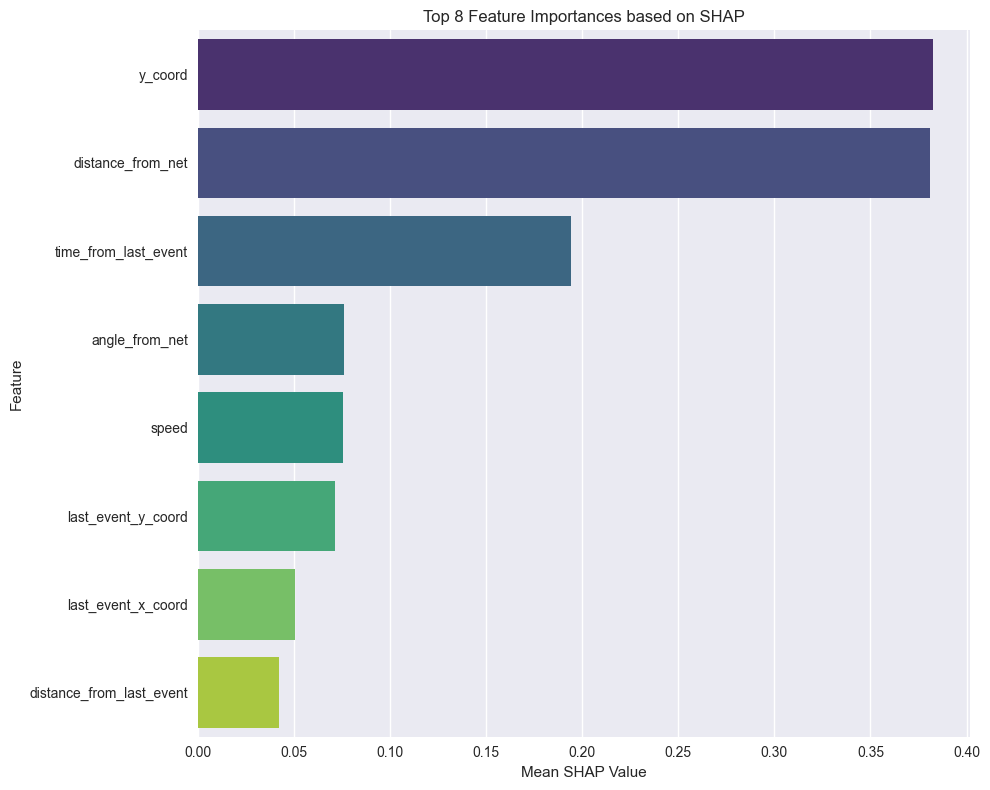 Top 8 Feature Importances based on SHAP
y_coord
distance_from_net
time_from_last_event
angle_from_net
speed
last_event_y_coord
last_event_x_coord
distance_from_last_event
Feature
0.00 0.05 0.10 0.15 0.20 0.25 0.30 0.35 0.40
Mean SHAP Value